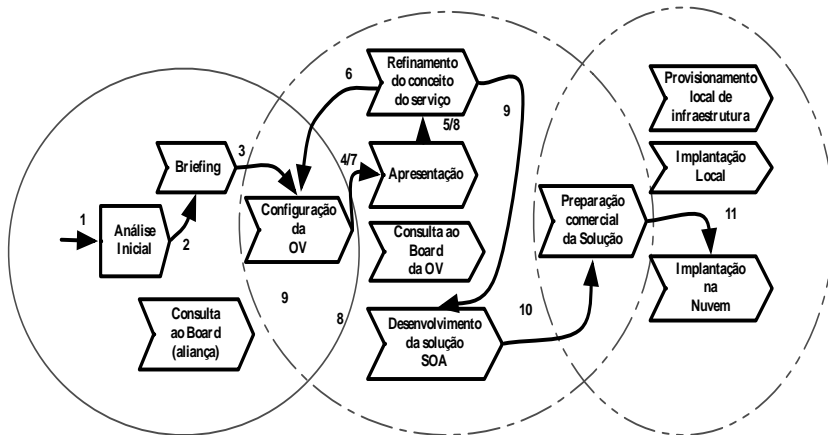 1
Análise
Inicial
2
Briefing
3
Consulta
ao Board
(aliança)
Configuração
da
OV
9
8
4/7
6
Refinamento
do conceito
do serviço
5/8
Apresentação
Consulta ao
Board
da OV
9
Desenvolvimento
da solução
SOA
10
Preparação
comercial
da Solução
11
Provisionamento
local de
infraestrutura
Implantação
Local
Implantação
na
Nuvem